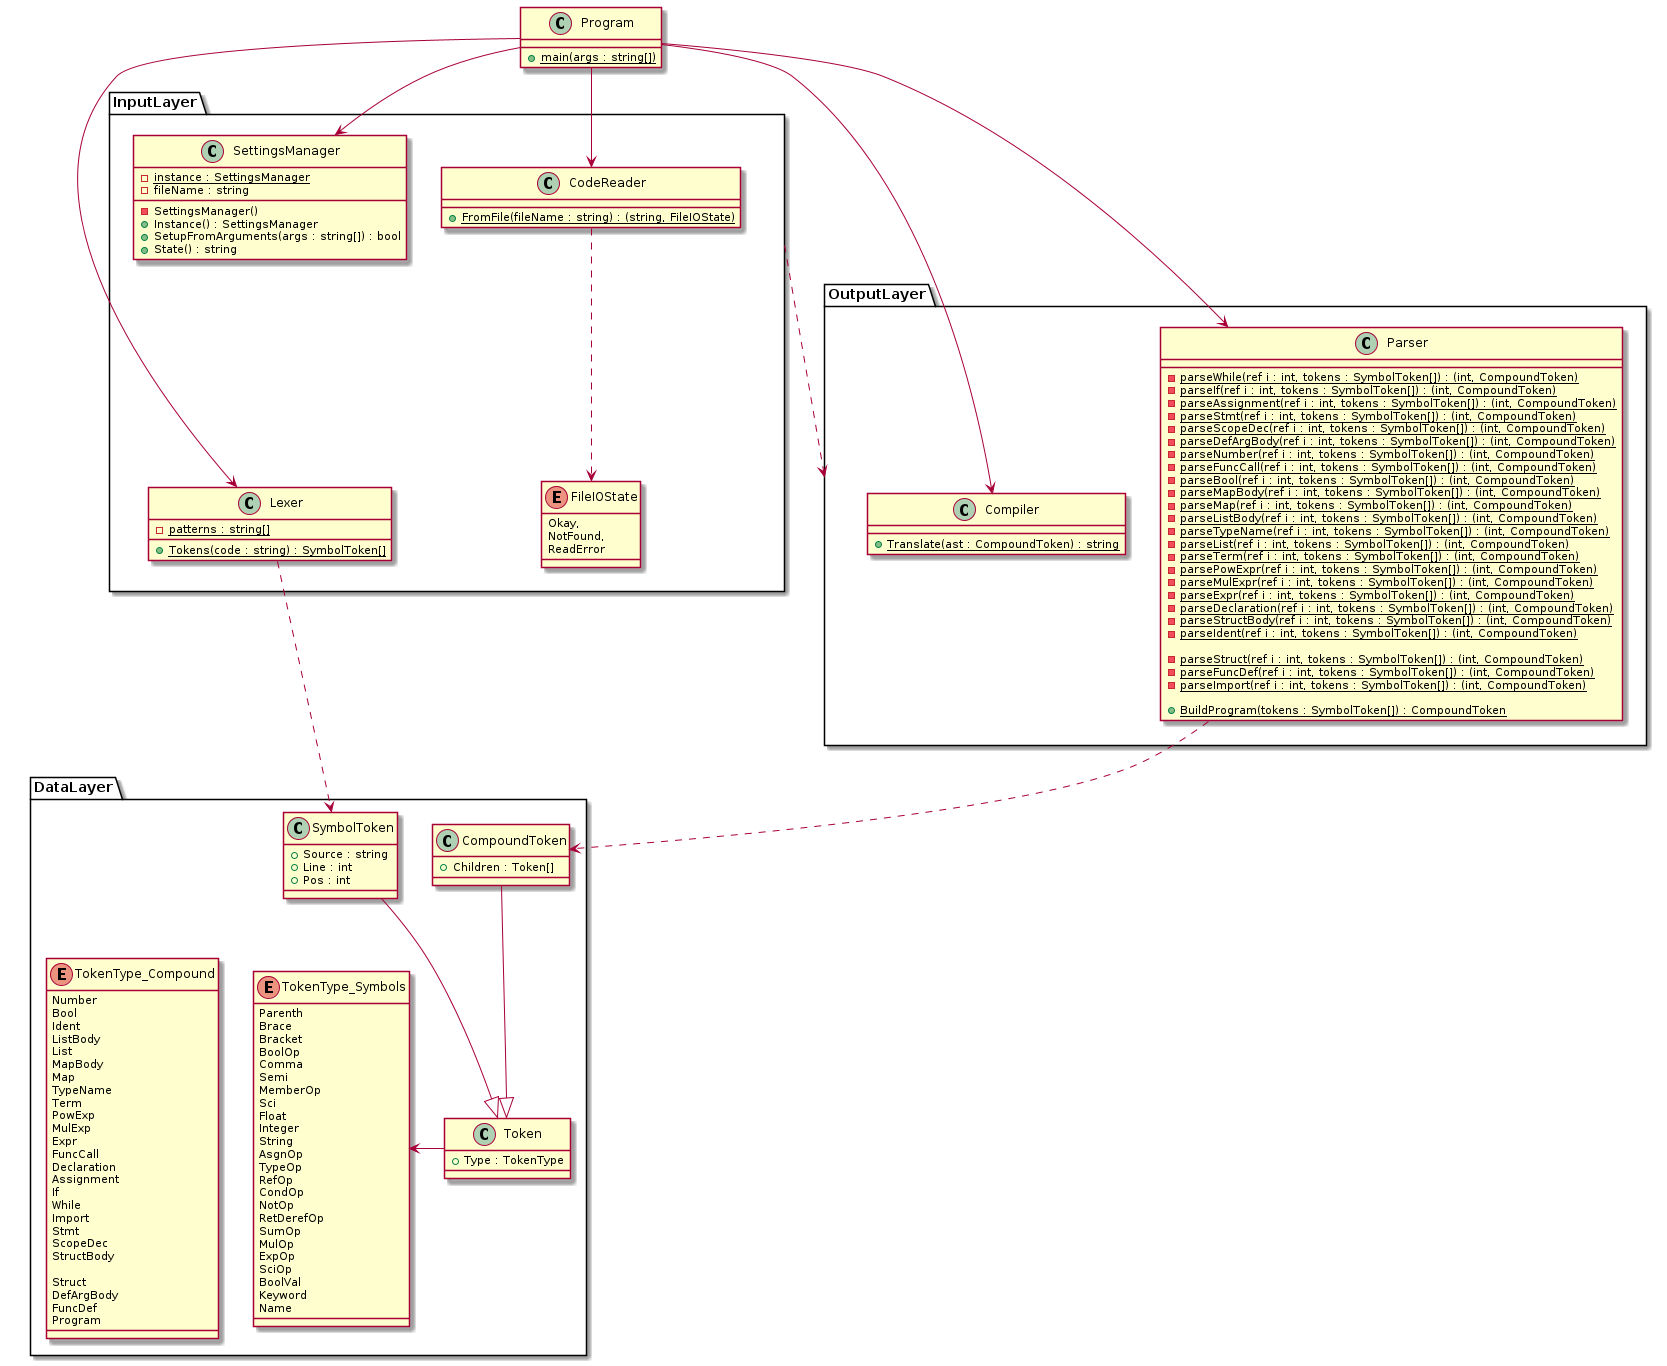 C Program
main(args : string[])
InputLayer
C SettingsManager
instance : SettingsManager
fileName : string
SettingsManager()
Instance() : SettingsManager
SetupFromArguments(args : string[]) : bool
State() : string
C CodeReader
FromFile(fileName : string) : (string, FileIOState)
C Lexer
patterns : string[]
Tokens(code : string) : SymbolToken[]
E FileIOState
Okay,
NotFound,
ReadError
OutputLayer
C Compiler
Translate(ast : CompoundToken) : string
C Parser
parseWhile(ref i : int, tokens : SymbolToken[]) : (int, CompoundToken)
parseIf(ref i : int, tokens : SymbolToken[]) : (int, CompoundToken)
parseAssignment(ref i : int, tokens : SymbolToken[]) : (int, CompoundToken)
parseStmt(ref i : int, tokens : SymbolToken[]) : (int, CompoundToken)
parseScopeDec(ref i : int, tokens : SymbolToken[]) : (int, CompoundToken)
parseDefArgBody(ref i : int, tokens : SymbolToken[]) : (int, CompoundToken)
parseNumber(ref i : int, tokens : SymbolToken[]) : (int, CompoundToken)
parseFuncCall(ref i : int, tokens : SymbolToken[]) : (int, CompoundToken)
parseBool(ref i : int, tokens : SymbolToken[]) : (int, CompoundToken)
parseMapBody(ref i : int, tokens : SymbolToken[]) : (int, CompoundToken)
parseMap(ref i : int, tokens : SymbolToken[]) : (int, CompoundToken)
parseListBody(ref i : int, tokens : SymbolToken[]) : (int, CompoundToken)
parseTypeName(ref i : int, tokens : SymbolToken[]) : (int, CompoundToken)
parseList(ref i : int, tokens : SymbolToken[]) : (int, CompoundToken)
parseTerm(ref i : int, tokens : SymbolToken[]) : (int, CompoundToken)
parsePowExpr(ref i : int, tokens : SymbolToken[]) : (int, CompoundToken)
parseMulExpr(ref i : int, tokens : SymbolToken[]) : (int, CompoundToken)
parseExpr(ref i : int, tokens : SymbolToken[]) : (int, CompoundToken)
parseDeclaration(ref i : int, tokens : SymbolToken[]) : (int, CompoundToken)
parseStructBody(ref i : int, tokens : SymbolToken[]) : (int, CompoundToken)
parseIdent(ref i : int, tokens : SymbolToken[]) : (int, CompoundToken)
parseStruct(ref i : int, tokens : SymbolToken[]) : (int, CompoundToken)
parseFuncDef(ref i : int, tokens : SymbolToken[]) : (int, CompoundToken)
parseImport(ref i : int, tokens : SymbolToken[]) : (int, CompoundToken)
BuildProgram(tokens : SymbolToken[]) : CompoundToken
DataLayer
C SymbolToken
Source : string
Line : int
Pos : int
C CompoundToken
Children : Token[]
E TokenType_Compound
Number
Bool
Ident
ListBody
List
MapBody
Map
TypeName
Term
PowExp
MulExp
Expr
FuncCall
Declaration
Assignment
If
While
Import
Stmt
ScopeDec
StructBody
Struct
DefArgBody
FuncDef
Program
E TokenType_Symbols
Parenth
Brace
Bracket
BoolOp
Comma
Semi
MemberOp
Sci
Float
Integer
String
AsgnOp
TypeOp
RefOp
CondOp
NotOp
RetDerefOp
SumOp
MulOp
ExpOp
SciOp
BoolVal
Keyword
Name
C Token
Type : TokenType